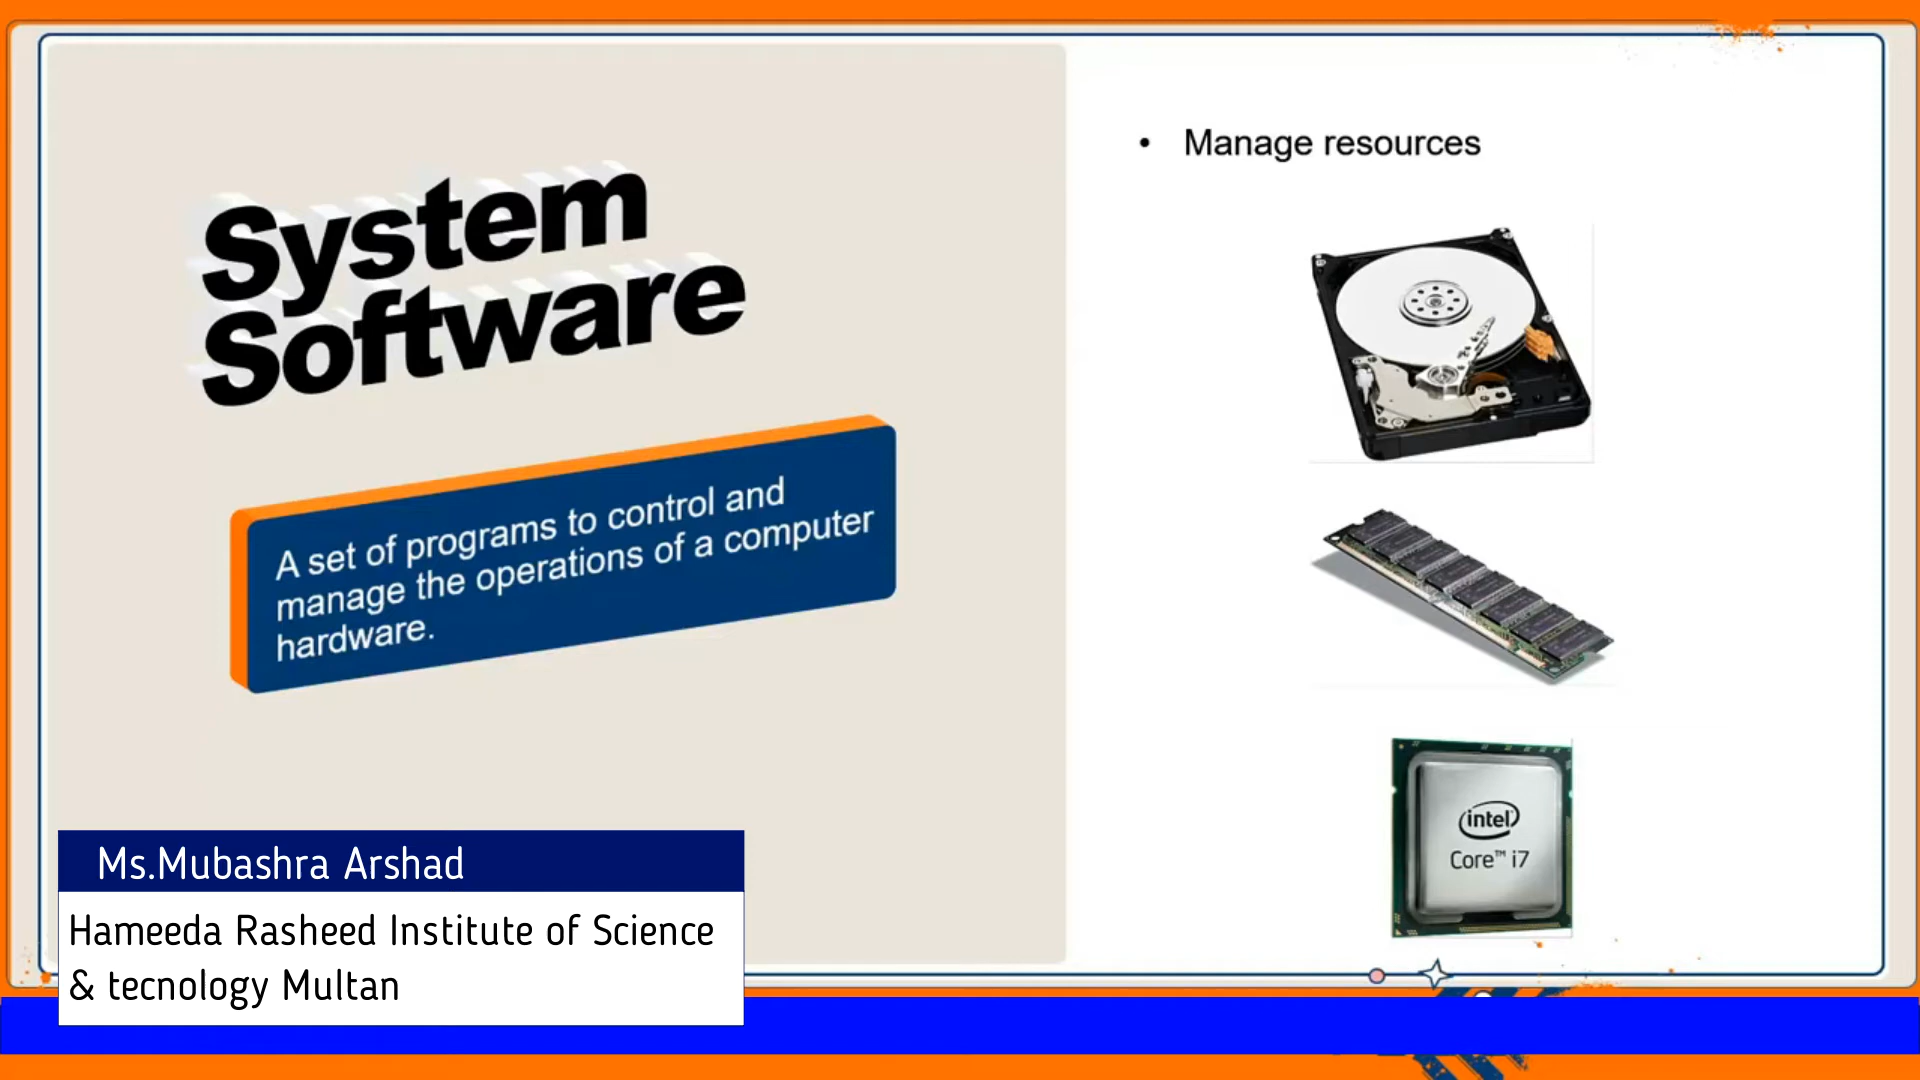 System
Software
A set of programs to control and
manage the operations of a computer
hardware.
• Manage resources
intel
Core™ i7
Ms.Mubashra Arshad
Hameeda Rasheed Institute of Science
& tecnology Multan